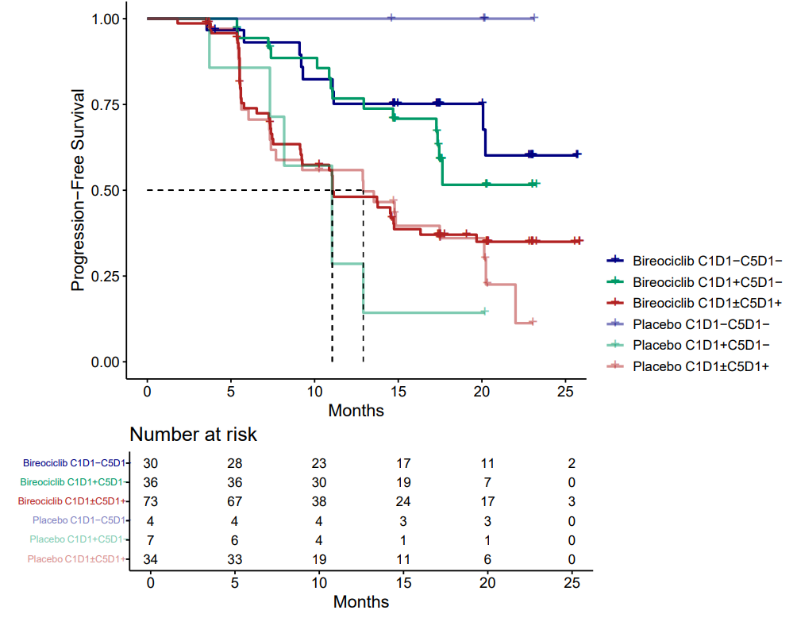 1.00
0.75
0.50
0.25
0.00
Progression−Free Survival
0 5 10 15 20 25
Months
Bireociclib C1D1−C5D1−
Bireociclib C1D1+C5D1−
Bireociclib C1D1±C5D1+
Placebo C1D1−C5D1−
Placebo C1D1+C5D1−
Placebo C1D1±C5D1+
Number at risk
Bireociclib C1D1−C5D1− 30 28 23 17 11 2
Bireociclib C1D1+C5D1− 36 36 30 19 7 0
Bireociclib C1D1±C5D1+ 73 67 38 24 17 3
Placebo C1D1−C5D1− 4 4 4 3 3 0
Placebo C1D1+C5D1− 7 6 4 1 1 0
Placebo C1D1±C5D1+ 34 33 19 11 6 0
0 5 10 15 20 25
Months